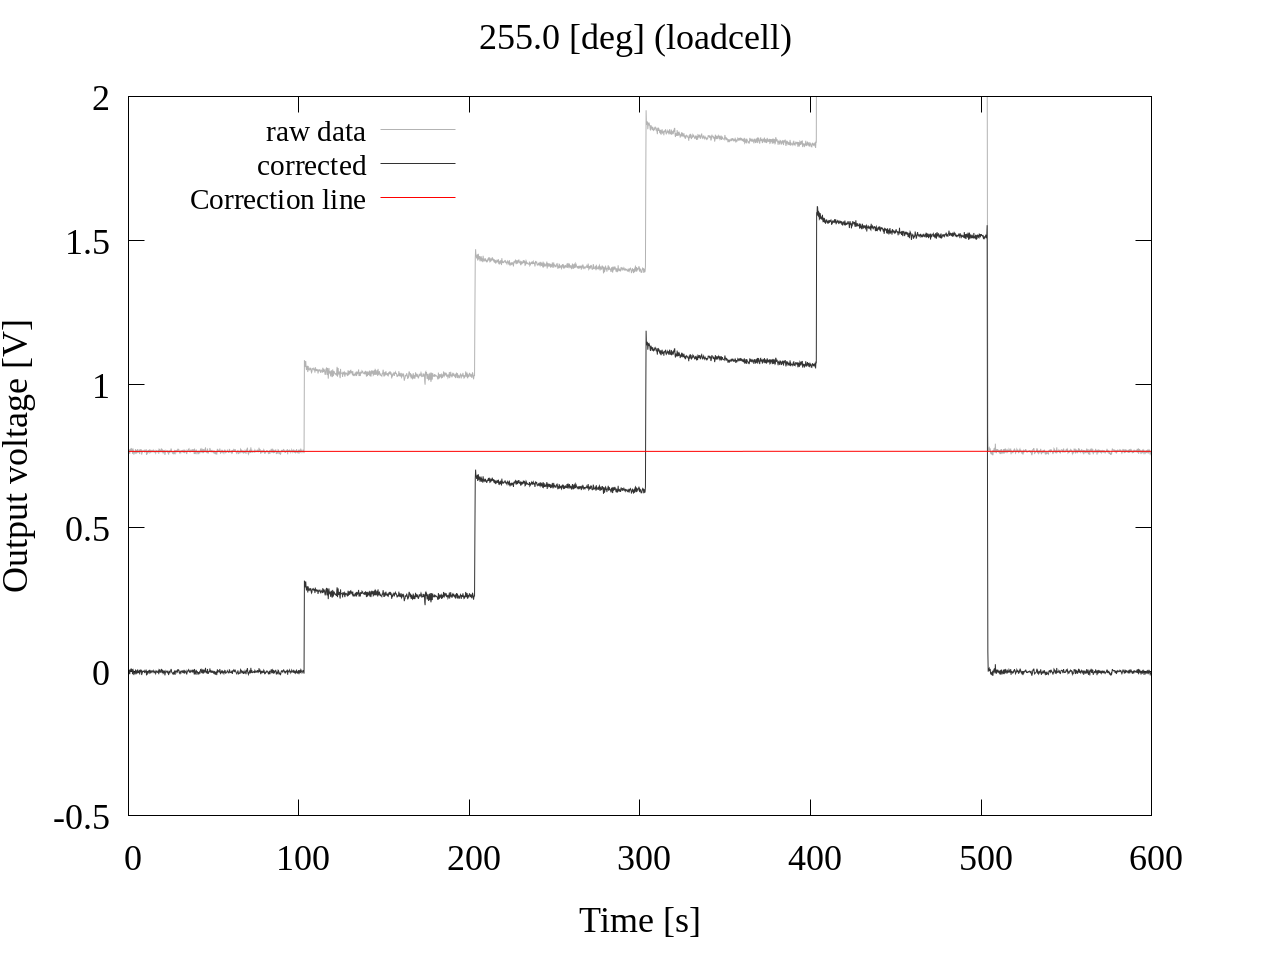 255.0 [deg] (loadcell)
raw data
corrected
Correction line
2
1.5
1
0.5
0
-0.5
Output voltage [V]
0 100 200 300 400 500 600
Time [s]